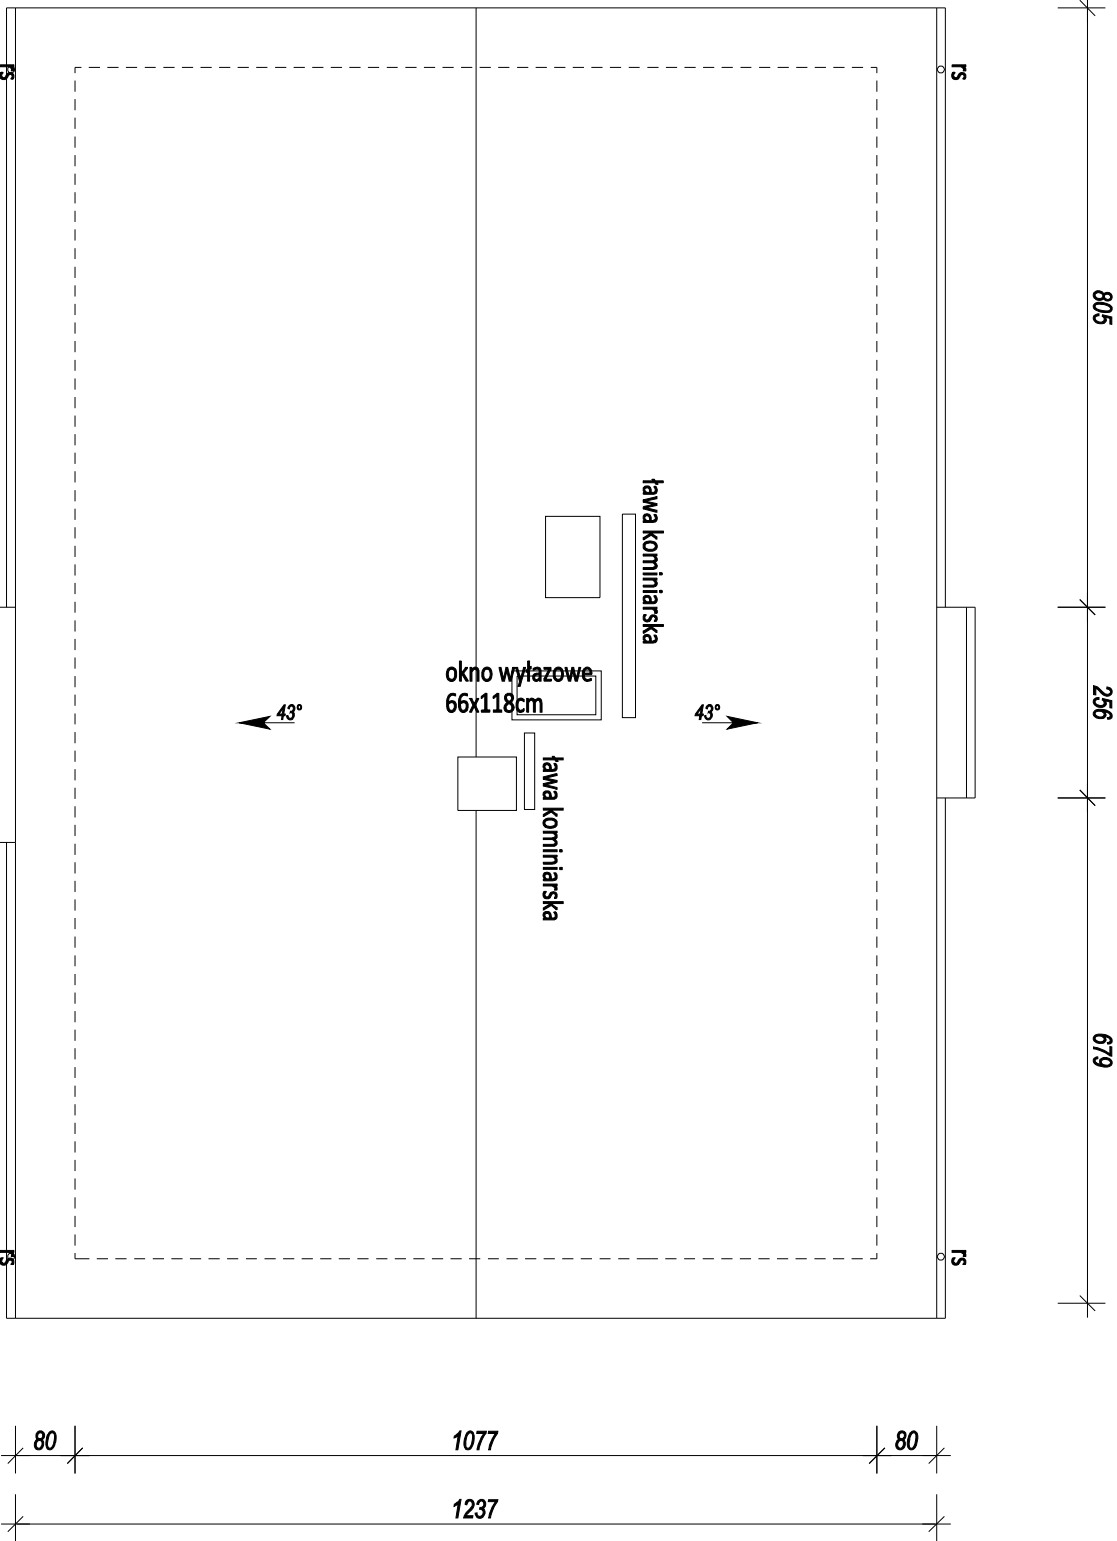 rs
rs
805
ława kominiarska
okno wyłazowe
66x118cm
256
43°
43°
ława kominiarska
679
rs
rs
80
1077
80
1237